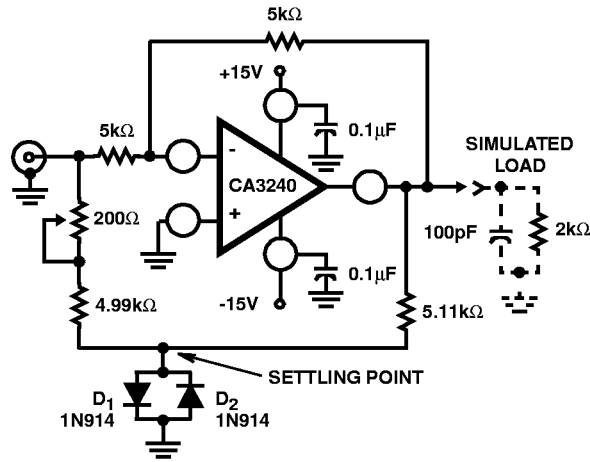 5kΩ
+15V
5kΩ
0.1μF
SIMULATED
LOAD
-
CA3240
+
200Ω
100pF
2kΩ
0.1μF
4.99kΩ
-15V
5.11kΩ
SETTLING POINT
D1
1N914
D2
1N914